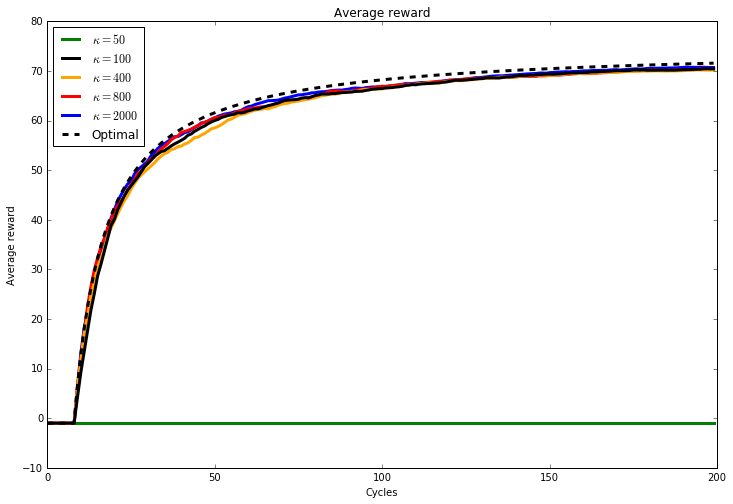 Average reward
κ = 50
κ = 100
κ = 400
κ = 800
κ = 2000
Optimal
80
70
60
50
40
30
20
10
0
−10
Average reward
0
50
100
150
200
Cycles